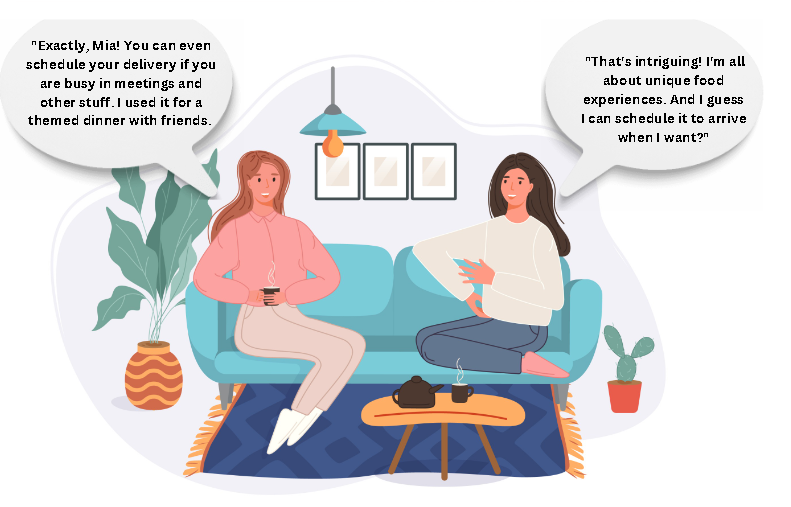 "Exactly, Mia! You can even
schedule your delivery if you
are busy in meetings and
other stuff. I used it for a
themed dinner with friends.
"That's intriguing! I'm all
about unique food
experiences. And I guess
I can schedule it to arrive
when I want?"